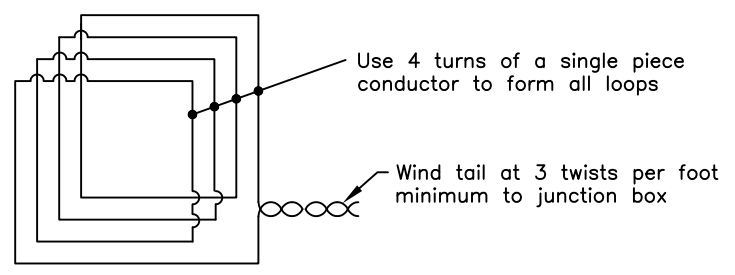 Use 4 turns of a single piece
conductor to form all loops
Wind tail at 3 twists per foot
minimum to junction box